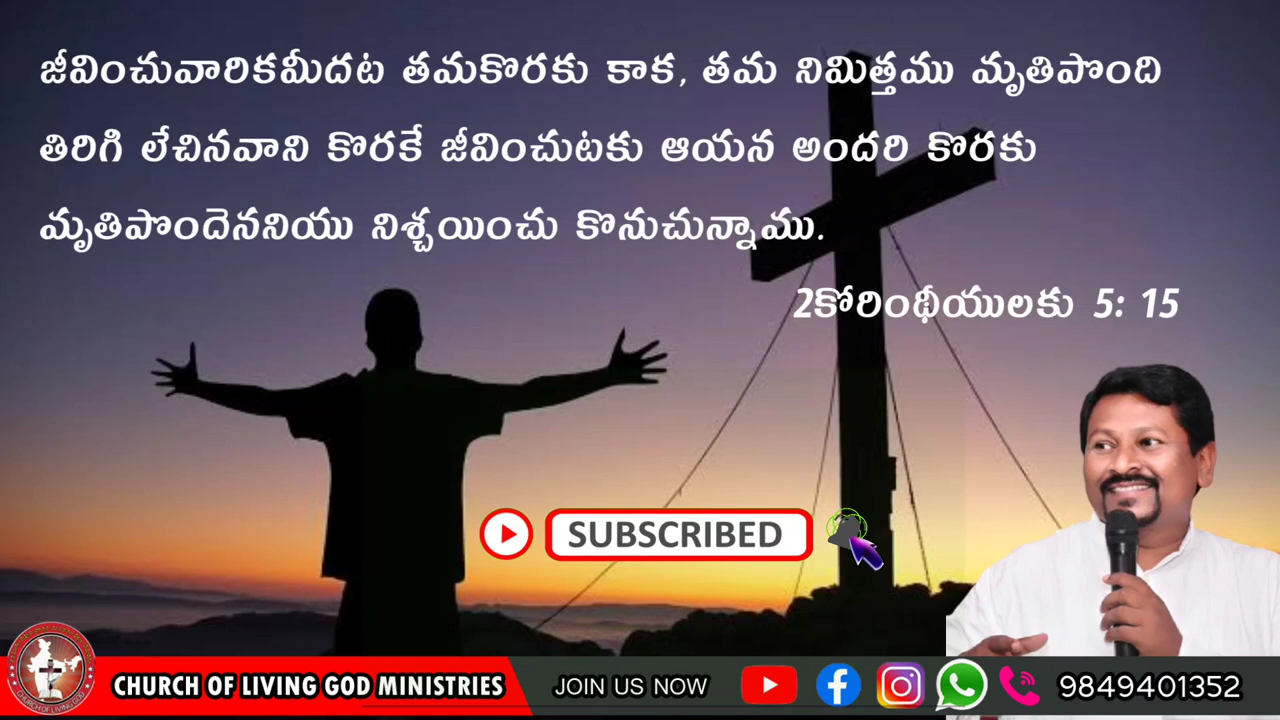 జీవించువారికమీదట తమకొరకు కాక, తమ నిమిత్తము మృతిపొంది
తిరిగి లేచినవాని కొరకే జీవించుటకు ఆయన అందరి కొరకు
మృతిపొందెననియు నిశ్చయించు కొనుచున్నాము.
2కోరింథీయులకు 5: 15
SUBSCRIBED
CHURCH OF LIVING GOD MINISTRIES
JOIN US NOW
9849401352